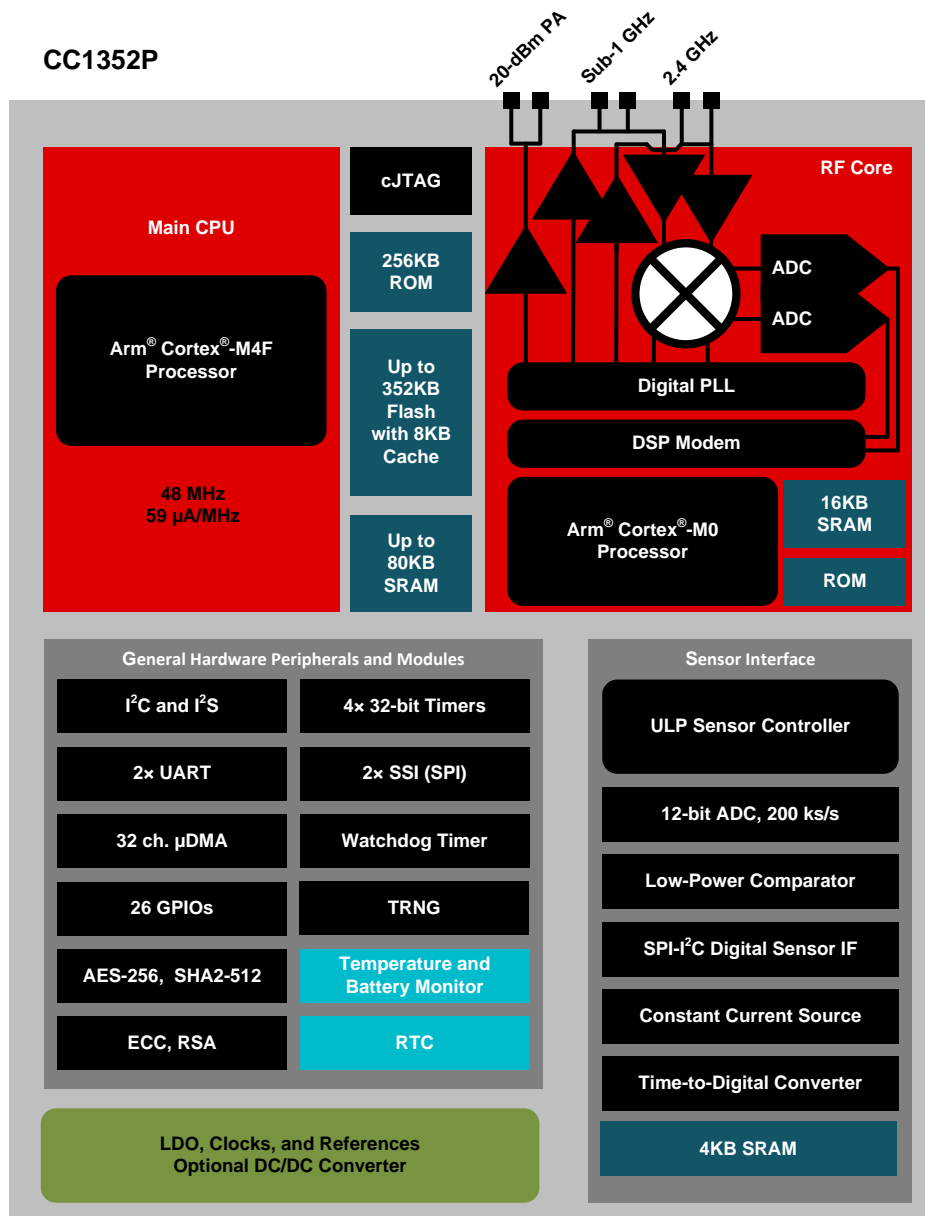 CC1352P
20-dBm PA
Sub-1 GHz
2.4 GHz
Main CPU
Arm® Cortex®-M4F
Processor
48 MHz
59 µA/MHz
cJTAG
256KB
ROM
Up to
352KB
Flash
with 8KB
Cache
Up to
80KB
SRAM
RF Core
ADC
ADC
Digital PLL
DSP Modem
Arm® Cortex®-M0
Processor
16KB
SRAM
ROM
General Hardware Peripherals and Modules
I²C and I²S
4× 32-bit Timers
2× UART
2× SSI (SPI)
32 ch. µDMA
Watchdog Timer
26 GPIOs
TRNG
AES-256, SHA2-512
Temperature and
Battery Monitor
ECC, RSA
RTC
LDO, Clocks, and References
Optional DC/DC Converter
Sensor Interface
ULP Sensor Controller
12-bit ADC, 200 ks/s
Low-Power Comparator
SPI-I²C Digital Sensor IF
Constant Current Source
Time-to-Digital Converter
4KB SRAM